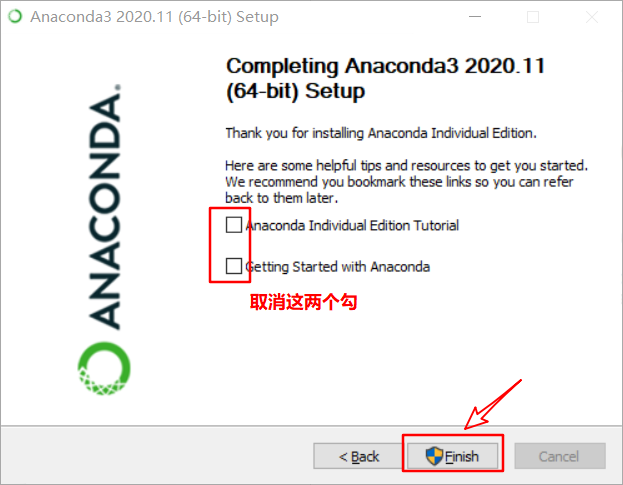 Anaconda3 2020.11 (64-bit) Setup
ANACONDA.
Completing Anaconda3 2020.11
(64-bit) Setup
Thank you for installing Anaconda Individual Edition.
Here are some helpful tips and resources to get you started.
We recommend you bookmark these links so you can refer
back to them later.
Anaconda Individual Edition Tutorial
Getting Started with Anaconda
取消这两个勾
< Back
Finish
Cancel